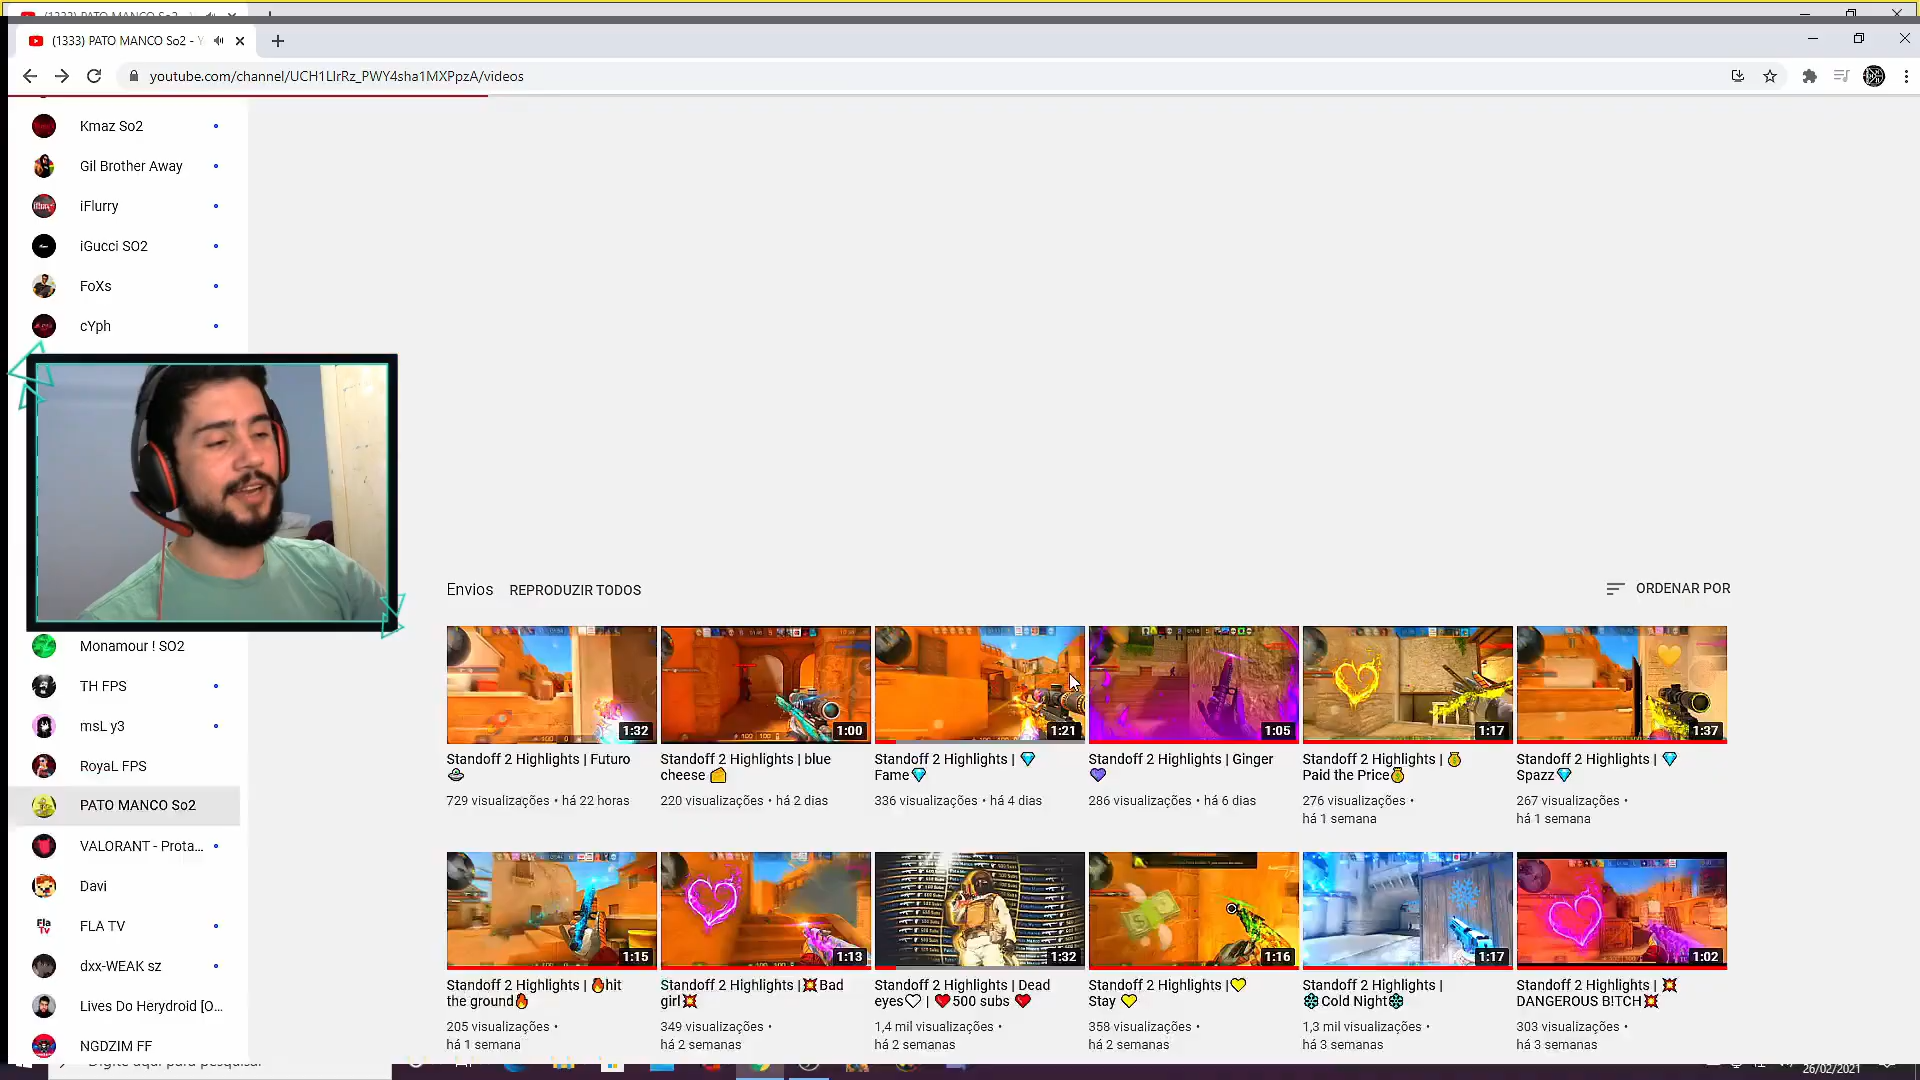 (1333) PATO MANCO So2 - Y
youtube.com/channel/UCH1LIrRz_PWY4sha1MXPpzA/videos
Kmaz So2
Gil Brother Away
iFlurry
iGucci SO2
FoXs
cYph
Monamour ! SO2
TH FPS
msL y3
RoyaL FPS
PATO MANCO So2
VALORANT - Prota...
Davi
Fla
Tv
FLA TV
dxx-WEAK sz
Lives Do Herydroid [O...
NGDZIM FF
Envios REPRODUZIR TODOS
ORDENAR POR
1:32
1:00
1:21
1:05
1:17
1:37
Standoff 2 Highlights | Futuro
🛸
729 visualizações • há 22 horas
Standoff 2 Highlights | blue
cheese 🧀
220 visualizações • há 2 dias
Standoff 2 Highlights | 💎
Fame💎
336 visualizações • há 4 dias
Standoff 2 Highlights | Ginger
💜
286 visualizações • há 6 dias
Standoff 2 Highlights | 💰
Paid the Price💰
276 visualizações •
há 1 semana
Standoff 2 Highlights | 💎
Spazz💎
267 visualizações •
há 1 semana
1:15
1:13
1:32
1:16
1:17
1:02
Standoff 2 Highlights | 🔥hit
the ground🔥
205 visualizações •
há 1 semana
Standoff 2 Highlights |💥Bad
girl💥
349 visualizações •
há 2 semanas
Standoff 2 Highlights | Dead
eyes🤍 | ❤️500 subs ❤️
1,4 mil visualizações •
há 2 semanas
Standoff 2 Highlights |💛
Stay 💛
358 visualizações •
há 2 semanas
Standoff 2 Highlights |
❄️Cold Night❄️
1,3 mil visualizações •
há 3 semanas
Standoff 2 Highlights | 💥
DANGEROUS B!TCH💥
303 visualizações •
há 3 semanas
Digite aqui para pesquisar
26/02/2021